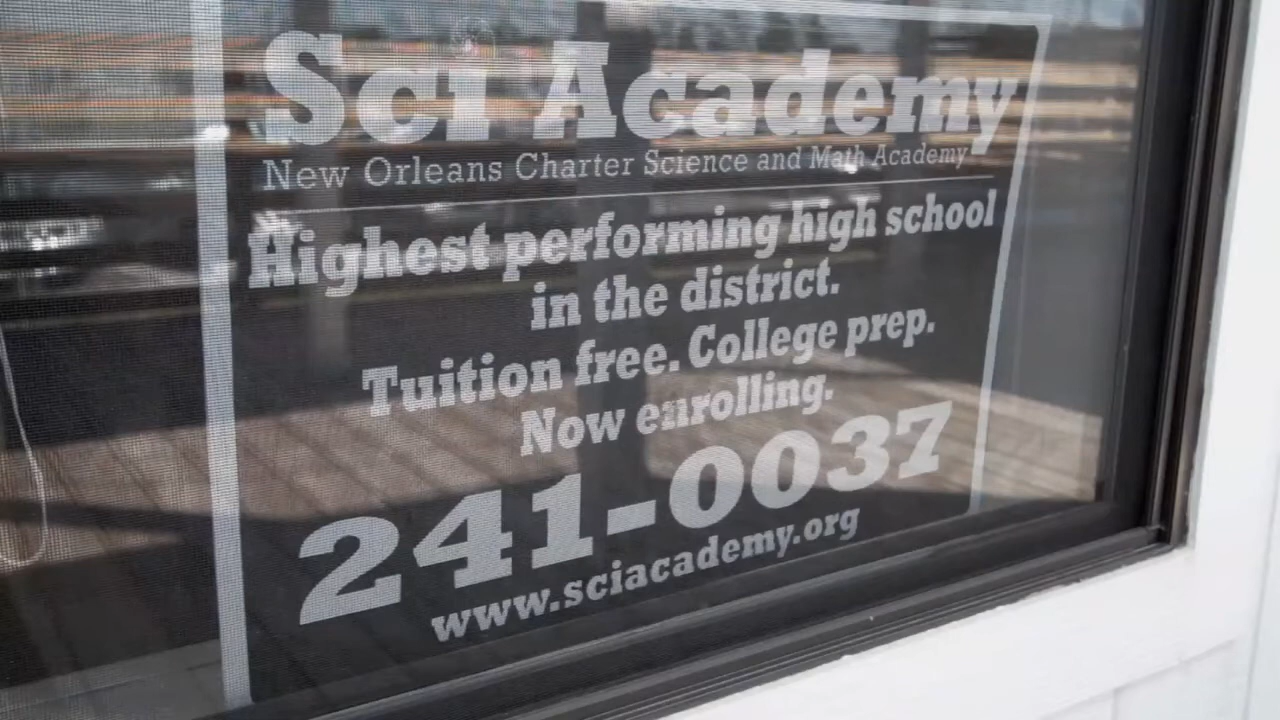 Sci Academy
New Orleans Charter Science and Math Academy
Highest performing high school
in the district.
Tuition free. College prep.
Now enrolling.
241-0037
www.sciacademy.org